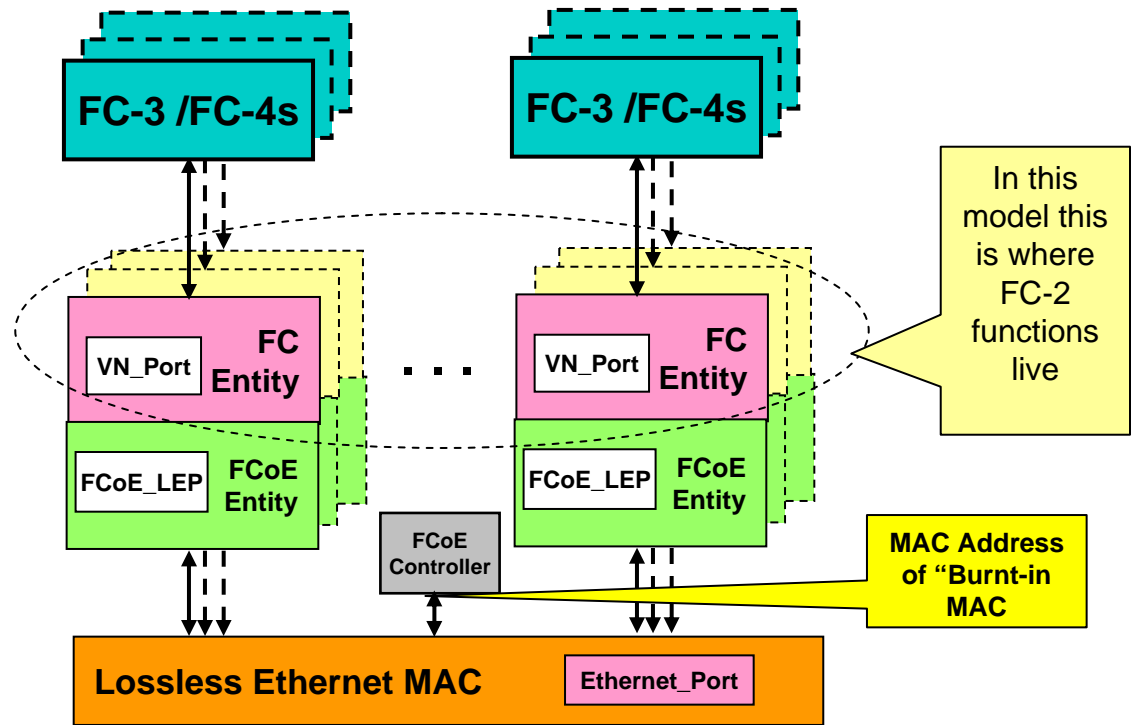 FC-3 /FC-4s
FC-3 /FC-4s
In this
model this
is where
FC-2
functions
live
VN_Port
FC
Entity
. . .
VN_Port
FC
Entity
FCoE_LEP
FCoE
Entity
FCoE_LEP
FCoE
Entity
FCoE
Controller
MAC Address
of “Burnt-in
MAC
Lossless Ethernet MAC
Ethernet_Port